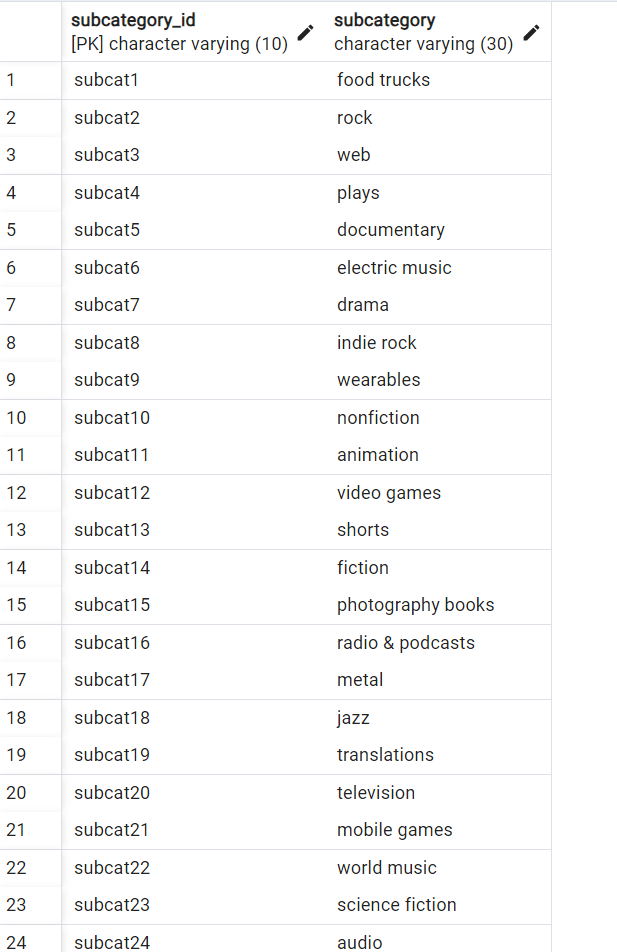 subcategory_id subcategory
[PK] character varying (10) character varying (30)
1 subcat1 food trucks
2 subcat2 rock
3 subcat3 web
4 subcat4 plays
5 subcat5 documentary
6 subcat6 electric music
7 subcat7 drama
8 subcat8 indie rock
9 subcat9 wearables
10 subcat10 nonfiction
11 subcat11 animation
12 subcat12 video games
13 subcat13 shorts
14 subcat14 fiction
15 subcat15 photography books
16 subcat16 radio & podcasts
17 subcat17 metal
18 subcat18 jazz
19 subcat19 translations
20 subcat20 television
21 subcat21 mobile games
22 subcat22 world music
23 subcat23 science fiction
24 subcat24 audio